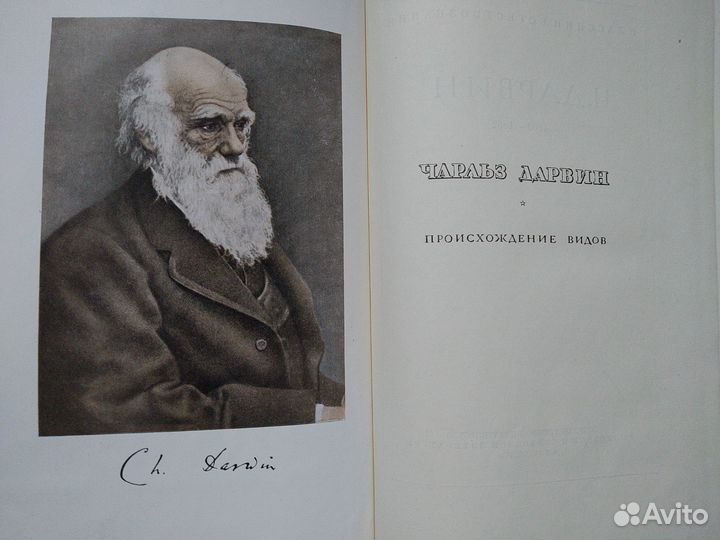 Ch. Darwin
ЧАРЛЬЗ ДАРВИН
ПРОИСХОЖДЕНИЕ ВИДОВ
Avito